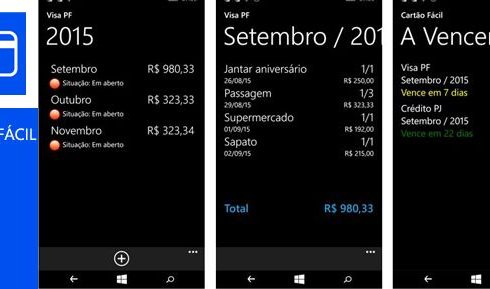 FÁCIL
Visa PF
2015
Setembro R$ 980,33
Situação: Em aberto
Outubro R$ 323,33
Situação: Em aberto
Novembro R$ 323,34
Situação: Em aberto
Visa PF
Setembro / 201
Jantar aniversário 1/1
26/08/15 R$ 250,00
Passagem 1/3
29/08/15 R$ 323,33
Supermercado 1/1
01/09/15 R$ 192,00
Sapato 1/1
02/09/15 R$ 215,00
Total R$ 980,33
Cartão Fácil
A Vencer
Visa PF
Setembro / 2015
Vence em 7 dias
Crédito PJ
Setembro / 2015
Vence em 22 dias